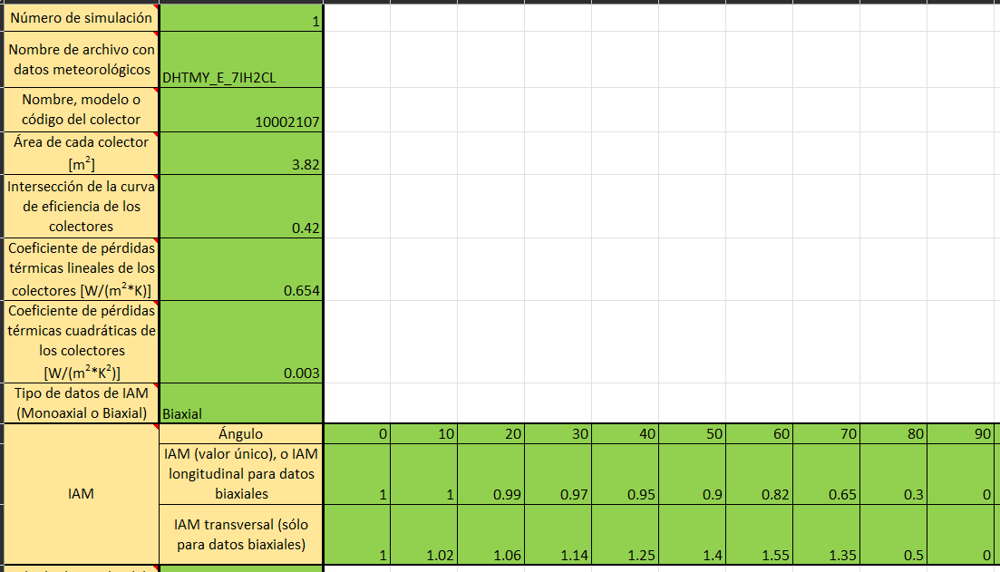 Número de simulación
1
Nombre de archivo con
datos meteorológicos
DHTMY_E_7IH2CL
Nombre, modelo o
código del colector
10002107
Área de cada colector
[m²]
3.82
Intersección de la curva
de eficiencia de los
colectores
0.42
Coeficiente de pérdidas
térmicas lineales de los
colectores [W/(m²*K)]
0.654
Coeficiente de pérdidas
térmicas cuadráticas de
los colectores
[W/(m²*K²)]
0.003
Tipo de datos de IAM
(Monoaxial o Biaxial)
Biaxial
IAM
Ángulo
0 10 20 30 40 50 60 70 80 90
IAM (valor único), o IAM
longitudinal para datos
biaxiales
1 1 0.99 0.97 0.95 0.9 0.82 0.65 0.3 0
IAM transversal (sólo
para datos biaxiales)
1 1.02 1.06 1.14 1.25 1.4 1.55 1.35 0.5 0